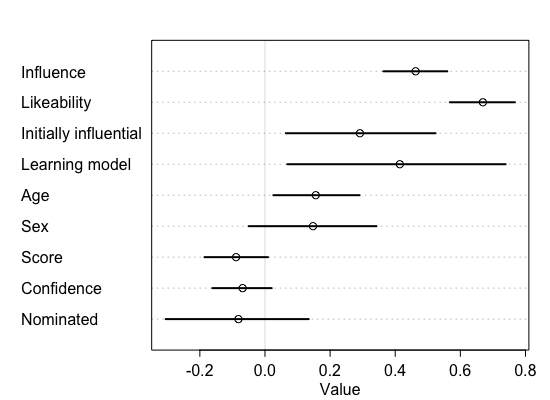 Influence
Likeability
Initially influential
Learning model
Age
Sex
Score
Confidence
Nominated
-0.2 0.0 0.2 0.4 0.6 0.8
Value